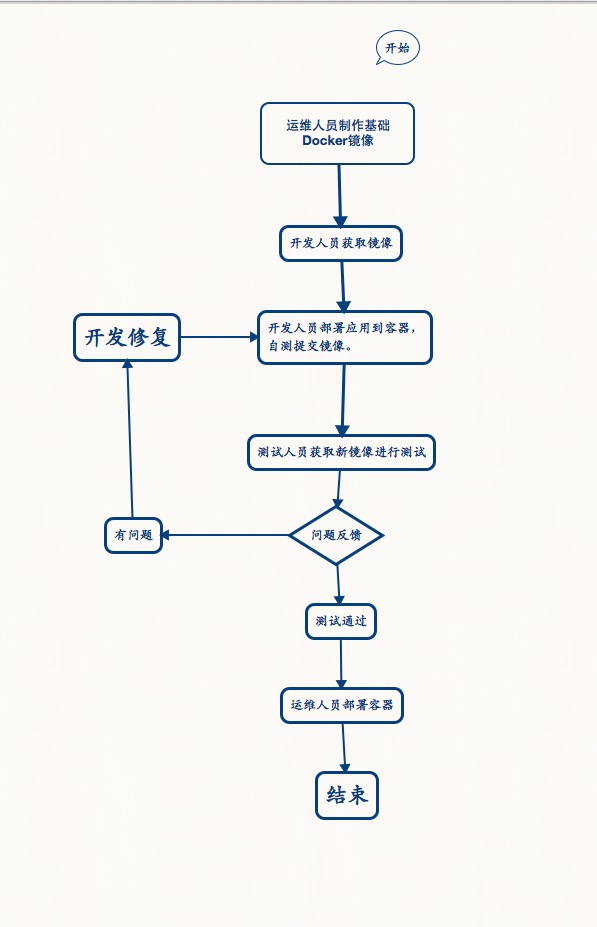 开始
运维人员制作基础
Docker镜像
开发人员获取镜像
开发修复
开发人员部署应用到容器，
自测提交镜像。
测试人员获取新镜像进行测试
有问题
问题反馈
测试通过
运维人员部署容器
结束